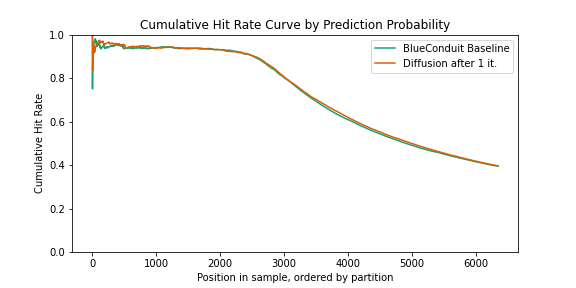 Cumulative Hit Rate Curve by Prediction Probability
1.0
0.8
0.6
0.4
0.2
0.0
Cumulative Hit Rate
BlueConduit Baseline
Diffusion after 1 it.
0 1000 2000 3000 4000 5000 6000
Position in sample, ordered by partition